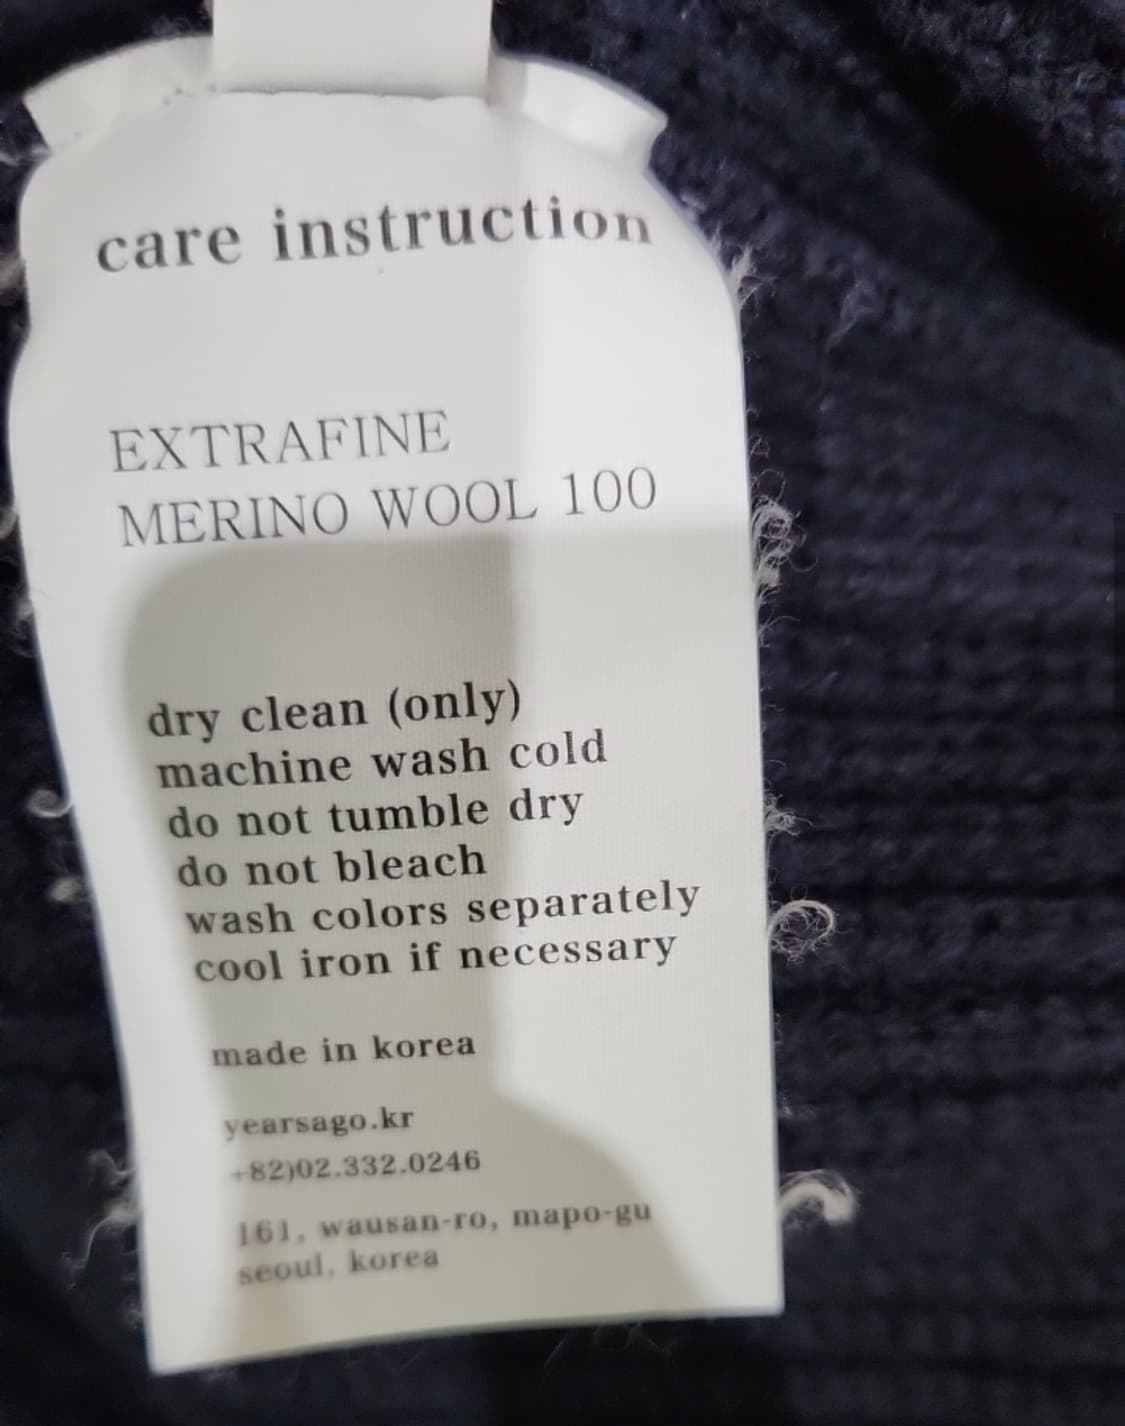 care instruction
EXTRAFINE
MERINO WOOL 100
dry clean (only)
machine wash cold
do not tumble dry
do not bleach
wash colors separately
cool iron if necessary
made in korea
yearsago.kr
+82)02.332.0246
161, wausan-ro, mapo-gu
seoul, korea